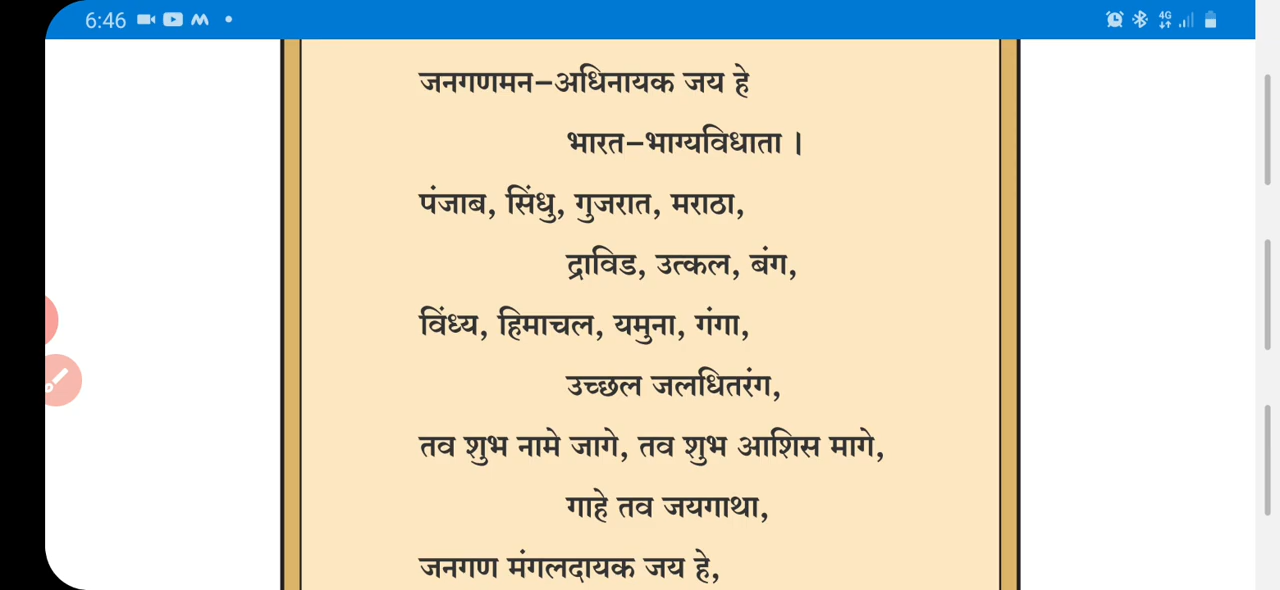 6:46
4G
जनगणमन–अधिनायक जय हे
भारत–भाग्यविधाता ।
पंजाब, सिंधु, गुजरात, मराठा,
द्राविड, उत्कल, बंग,
विंध्य, हिमाचल, यमुना, गंगा,
उच्छल जलधितरंग,
तव शुभ नामे जागे, तव शुभ आशिस मागे,
गाहे तव जयगाथा,
जनगण मंगलदायक जय हे,